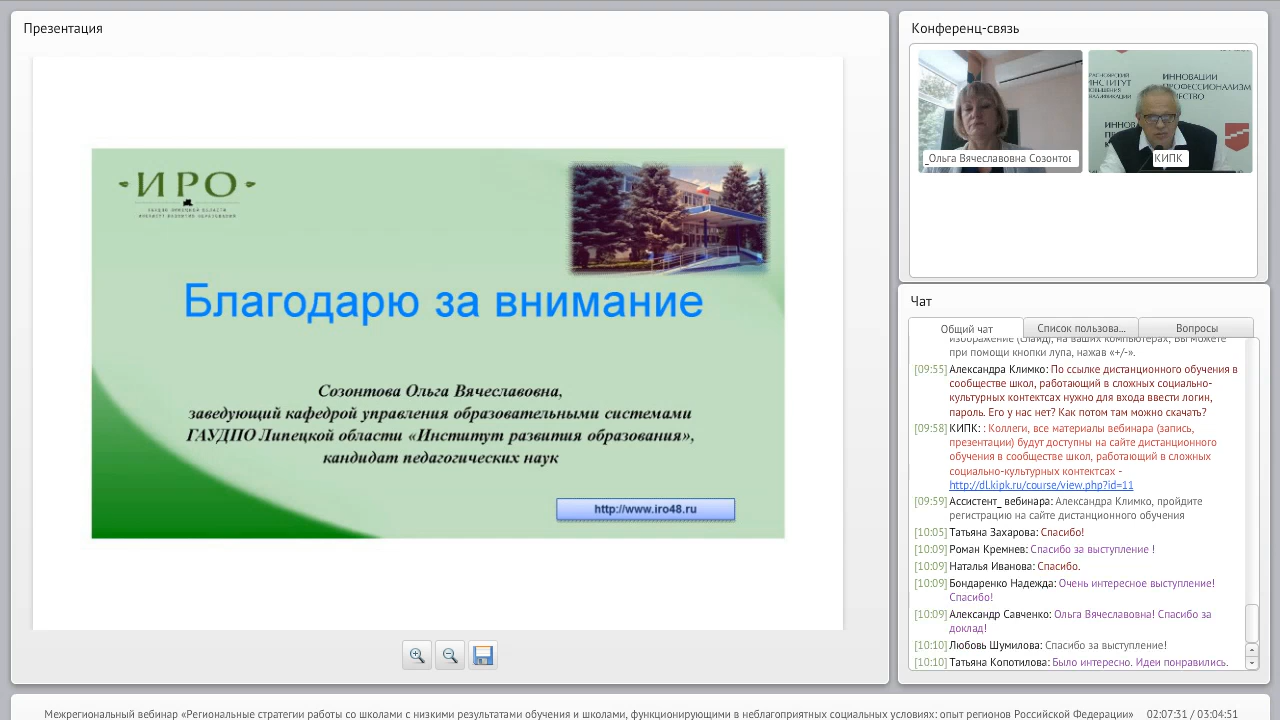 Презентация
ИРО
Благодарю за внимание
Созонтова Ольга Вячеславовна,
заведующий кафедрой управления образовательными системами
ГАУДПО Липецкой области «Институт развития образования»,
кандидат педагогических наук
http://www.iro48.ru
Конференц-связь
_Ольга Вячеславовна Созонтов
ИННОВАЦИИ
ПРОФЕССИОНАЛИЗМ
КИПК
Чат
Общий чат
Список пользова...
Вопросы
изображение (слайд), на ваших компьютерах, Вы можете
при помощи кнопки лупа, нажав «+/-».
[09:55] Александра Климко: По ссылке дистанционного обучения в
сообществе школ, работающий в сложных социально-
культурных контекстах нужно для входа ввести логин,
пароль. Его у нас нет? Как потом там можно скачать?
[09:58] КИПК: : Коллеги, все материалы вебинара (запись,
презентации) будут доступны на сайте дистанционного
обучения в сообществе школ, работающий в сложных
социально-культурных контекстах -
http://dl.kipk.ru/course/view.php?id=11
[09:59] Ассистент_ вебинара: Александра Климко, пройдите
регистрацию на сайте дистанционного обучения
[10:05] Татьяна Захарова: Спасибо!
[10:09] Роман Кремнев: Спасибо за выступление !
[10:09] Наталья Иванова: Спасибо.
[10:09] Бондаренко Надежда: Очень интересное выступление!
Спасибо!
[10:09] Александр Савченко: Ольга Вячеславовна! Спасибо за
доклад!
[10:10] Любовь Шумилова: Спасибо за выступление!
[10:10] Татьяна Копотилова: Было интересно. Идеи понравились.
Межрегиональный вебинар «Региональные стратегии работы со школами с низкими результатами обучения и школами, функционирующими в неблагоприятных социальных условиях: опыт регионов Российской Федерации» 02:07:31 / 03:04:51